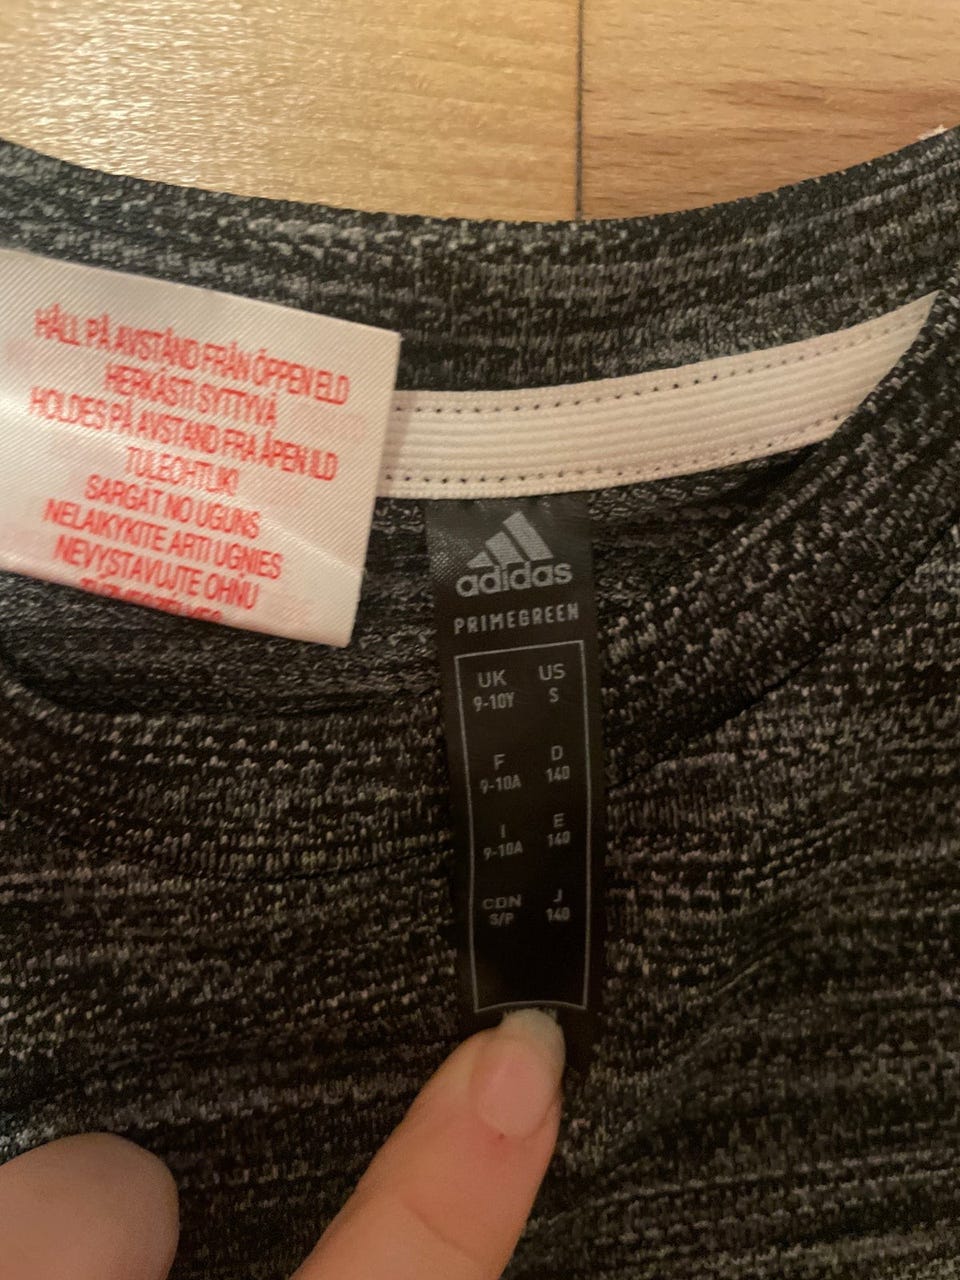 HÅLL PÅ AVSTÅND FRÅN ÖPPEN ELD
HERKÄSTI SYTTYVÄ
HOLDES PÅ AVSTAND FRA ÅPEN ILD
TULEOHTLIK!
SARGĀT NO UGUNS
NELAIKYKITE ARTI UGNIES
NEVYSTAVUJTE OHŇU
adidas
PRIMEGREEN
UK US
9-10Y S
F D
9-10A 140
I E
9-10A 140
CDN J
S/P 140